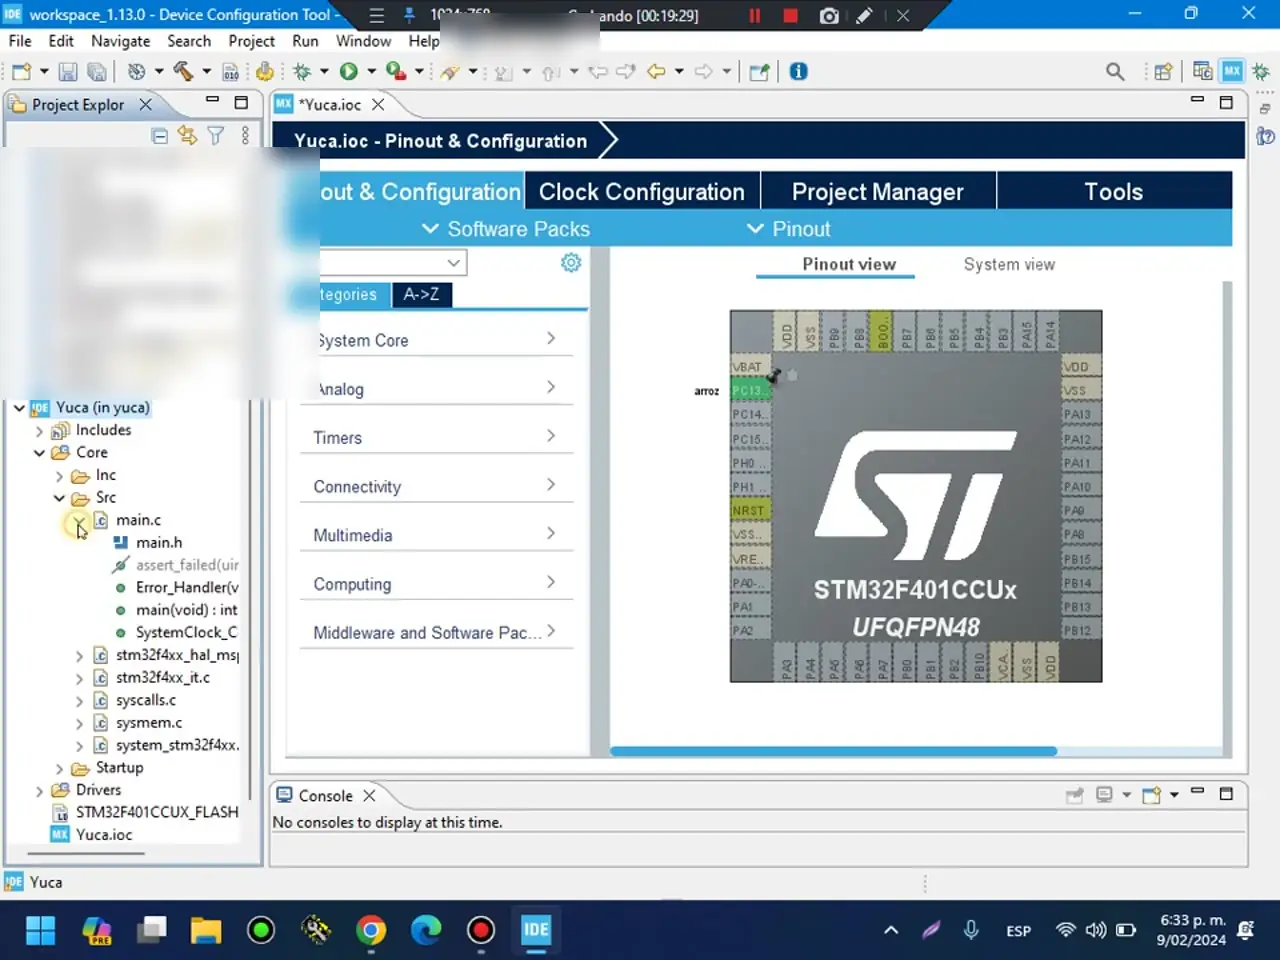 workspace_1.13.0 - Device Configuration Tool -
[00:19:29]
File Edit Navigate Search Project Run Window Help
Project Explor
*Yuca.ioc
Yuca.ioc - Pinout & Configuration
out & Configuration
Clock Configuration
Project Manager
Tools
Software Packs
Pinout
Pinout view
System view
tegories
A->Z
System Core
Analog
Timers
Connectivity
Multimedia
Computing
Middleware and Software Pac...
VDD
VSS
PB9
PB8
BOO..
PB7
PB6
PB5
PB4
PB3
PA15
PA14
VBAT
arroz
PC13..
PC14..
PC15..
PH0 ..
PH1 ..
NRST
VSS..
VRE..
PA0-..
PA1
PA2
VDD
VSS
PA13
PA12
PA11
PA10
PA9
PA8
PB15
PB14
PB13
PB12
STM32F401CCUx
UFQFPN48
PA3
PA4
PA5
PA6
PA7
PB0
PB1
PB2
PB10
VCA..
VSS
VDD
Yuca (in yuca)
Includes
Core
Inc
Src
main.c
main.h
assert_failed(uin
Error_Handler(v
main(void) : int
SystemClock_C
stm32f4xx_hal_msp
stm32f4xx_it.c
syscalls.c
sysmem.c
system_stm32f4xx.
Startup
Drivers
STM32F401CCUX_FLASH
Yuca.ioc
Console
No consoles to display at this time.
Yuca
ESP
6:33 p. m.
9/02/2024